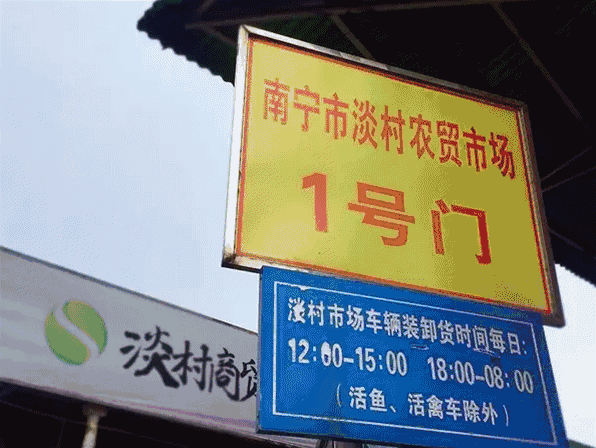 南宁市淡村农贸市场
1号门
淡村市场车辆装卸货时间每日:
12:00-15:00 18:00-08:00
(活鱼、活禽车除外)
淡村商贸